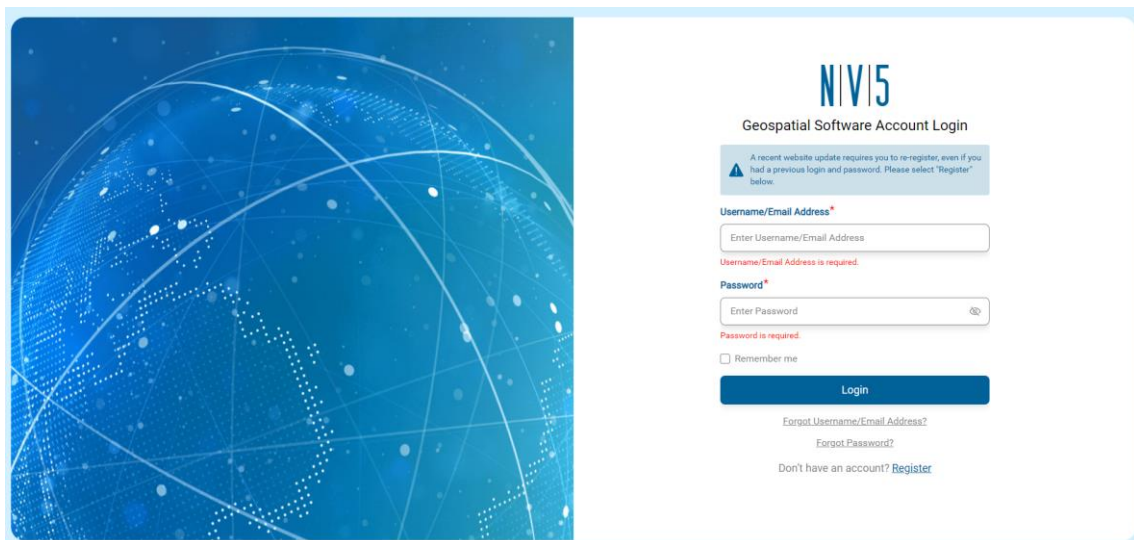 N|V|5
Geospatial Software Account Login
A recent website update requires you to re-register, even if you
had a previous login and password. Please select "Register"
below.
Username/Email Address*
Enter Username/Email Address
Username/Email Address is required.
Password*
Enter Password
Password is required.
Remember me
Login
Forgot Username/Email Address?
Forgot Password?
Don't have an account? Register